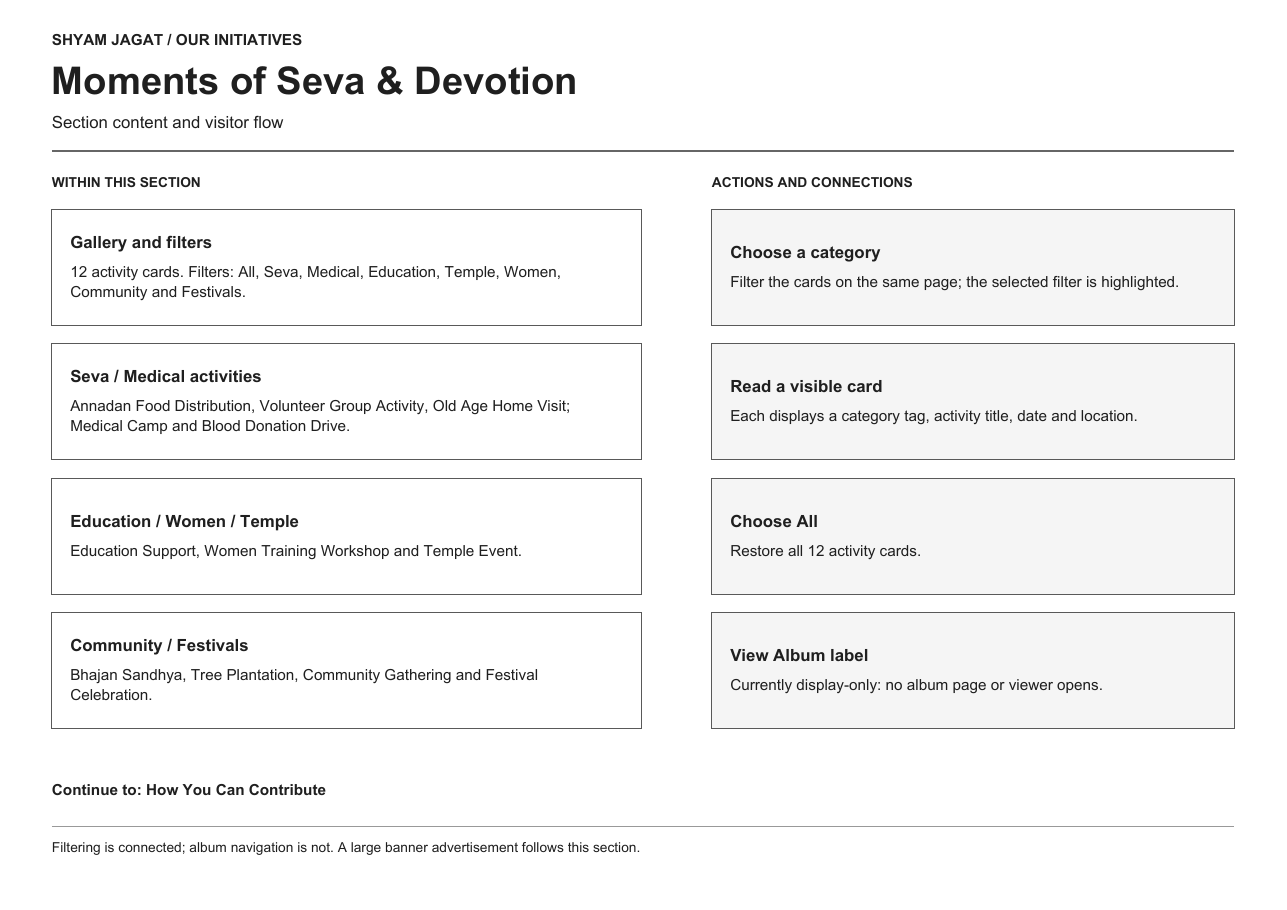 SHYAM JAGAT / OUR INITIATIVES
Moments of Seva & Devotion
Section content and visitor flow
WITHIN THIS SECTION
Gallery and filters
12 activity cards. Filters: All, Seva, Medical, Education, Temple, Women,
Community and Festivals.
Seva / Medical activities
Annadan Food Distribution, Volunteer Group Activity, Old Age Home Visit;
Medical Camp and Blood Donation Drive.
Education / Women / Temple
Education Support, Women Training Workshop and Temple Event.
Community / Festivals
Bhajan Sandhya, Tree Plantation, Community Gathering and Festival
Celebration.
ACTIONS AND CONNECTIONS
Choose a category
Filter the cards on the same page; the selected filter is highlighted.
Read a visible card
Each displays a category tag, activity title, date and location.
Choose All
Restore all 12 activity cards.
View Album label
Currently display-only: no album page or viewer opens.
Continue to: How You Can Contribute
Filtering is connected; album navigation is not. A large banner advertisement follows this section.